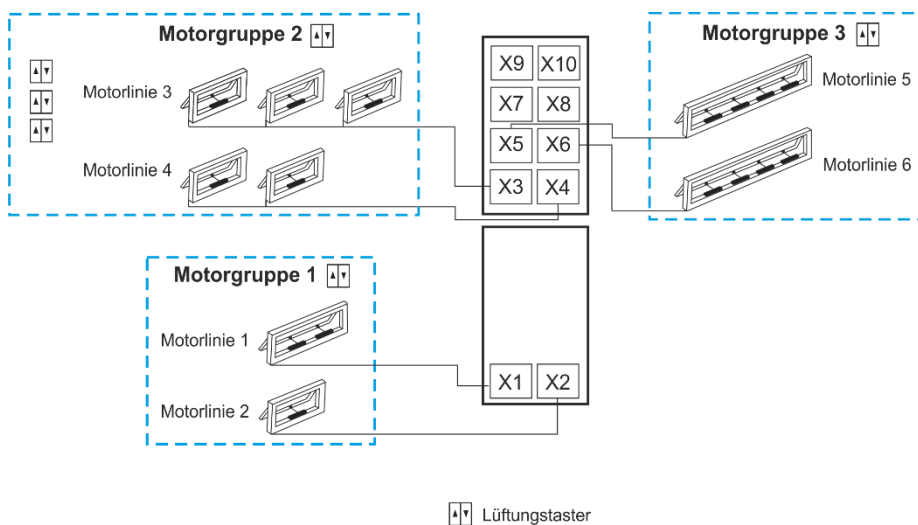 Motorgruppe 2
Motorlinie 3
Motorlinie 4
X9 X10
X7 X8
X5 X6
X3 X4
Motorgruppe 3
Motorlinie 5
Motorlinie 6
Motorgruppe 1
Motorlinie 1
Motorlinie 2
X1 X2
Lüftungstaster